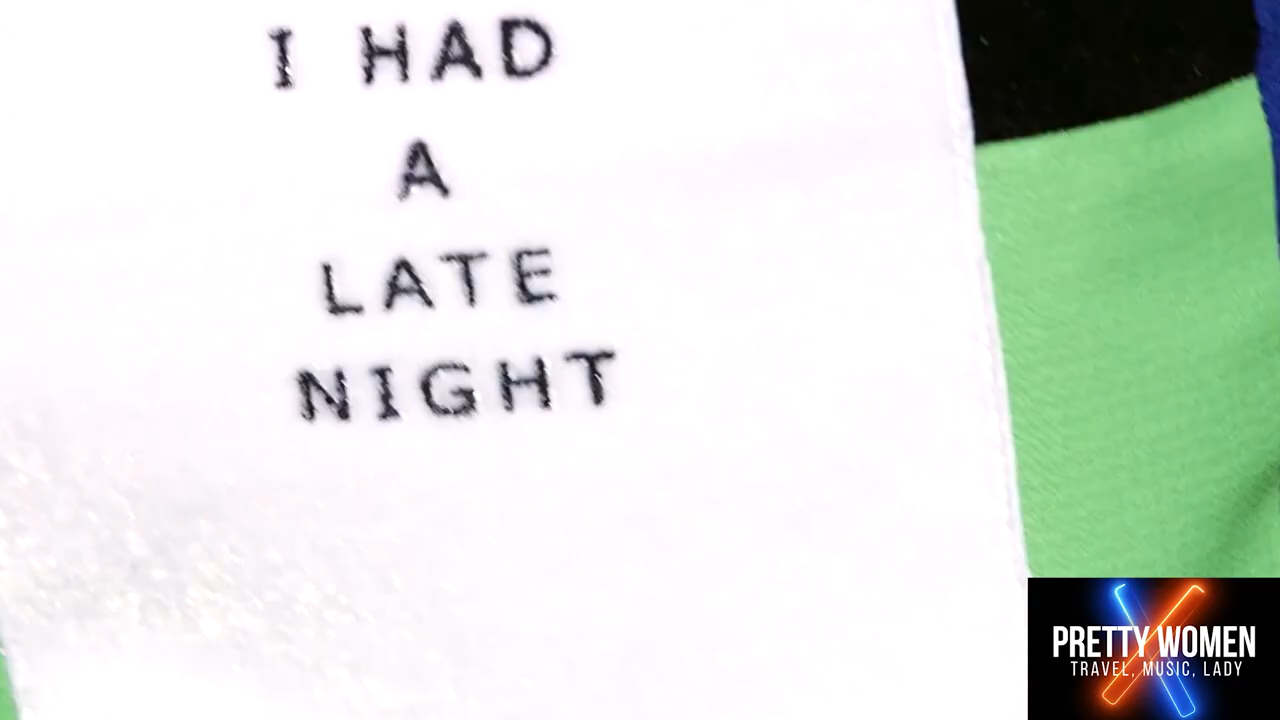 I HAD
A
LATE
NIGHT
PRETTY WOMEN
TRAVEL, MUSIC, LADY